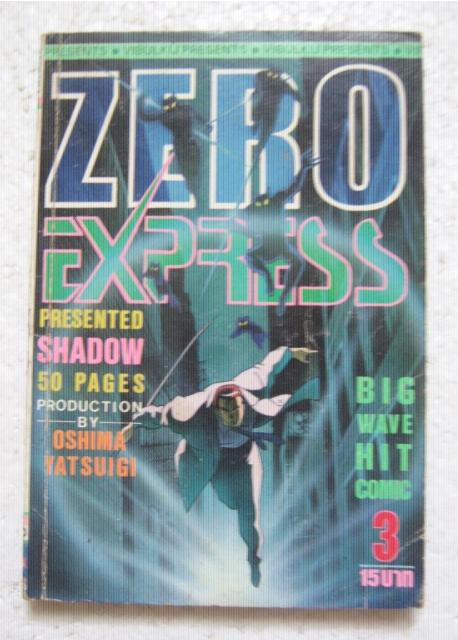 ESENTS • VIBULKIJ PRESENTS • VIBULKIJ PRESENTS •
ZERO
EXPRESS
PRESENTED
SHADOW
50 PAGES
PRODUCTION
BY
OSHIMA
YATSUIGI
BIG
WAVE
HIT
COMIC
3
15บาท